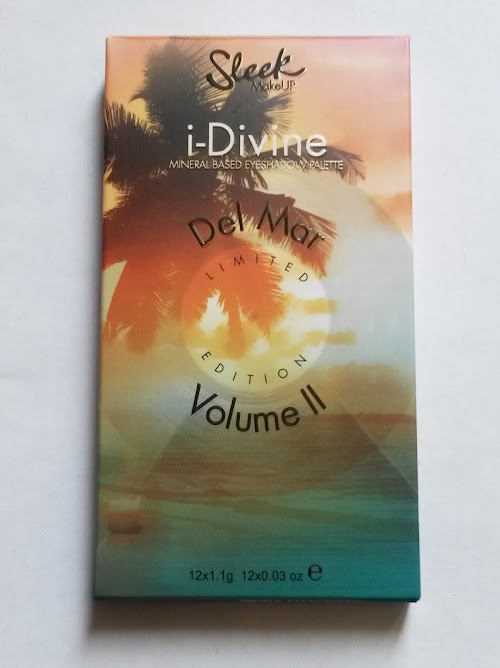 Sleek
MakeUP
i-Divine
MINERAL BASED EYESHADOW PALETTE
Del Mar
LIMITED
EDITION
Volume II
12x1.1g 12x0.03 oz ℮